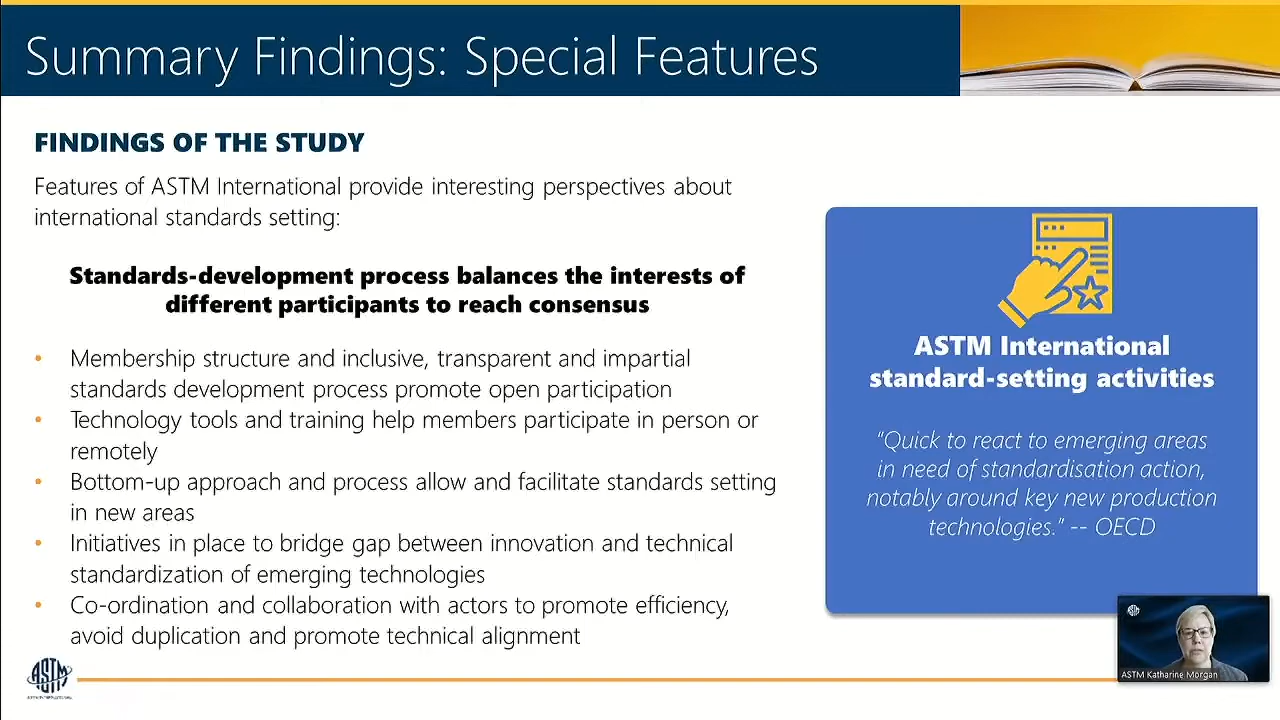 Summary Findings: Special Features
FINDINGS OF THE STUDY
Features of ASTM International provide interesting perspectives about
international standards setting:
Standards-development process balances the interests of
different participants to reach consensus
• Membership structure and inclusive, transparent and impartial
standards development process promote open participation
• Technology tools and training help members participate in person or
remotely
• Bottom-up approach and process allow and facilitate standards setting
in new areas
• Initiatives in place to bridge gap between innovation and technical
standardization of emerging technologies
• Co-ordination and collaboration with actors to promote efficiency,
avoid duplication and promote technical alignment
ASTM International
standard-setting activities
"Quick to react to emerging areas
in need of standardisation action,
notably around key new production
technologies." -- OECD
ASTM Katharine Morgan
ASTM